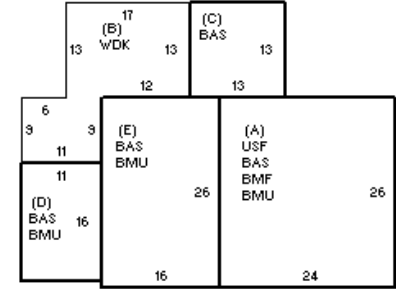 17
(B)
WDK
13
13
12
(C)
BAS
13
13
6
9
9
11
(E)
BAS
BMU
26
16
(A)
USF
BAS
BMF
BMU
26
24
11
(D)
BAS
BMU
16